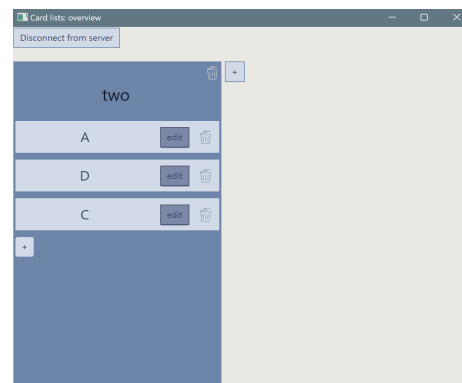 Card lists: overview
Disconnect from server
+
two
A edit
D edit
C edit
+